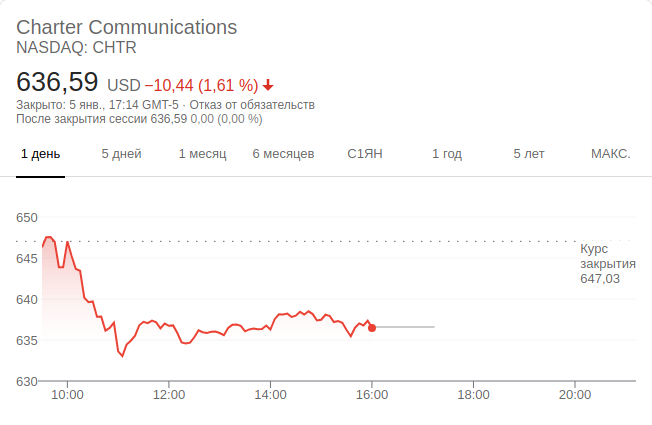 Charter Communications
NASDAQ: CHTR
636,59 USD −10,44 (1,61 %)
Закрыто: 5 янв., 17:14 GMT-5 · Отказ от обязательств
После закрытия сессии 636,59 0,00 (0,00 %)
1 день 5 дней 1 месяц 6 месяцев С1ЯН 1 год 5 лет МАКС.
650
645
640
635
630
Курс
закрытия
647,03
10:00 12:00 14:00 16:00 18:00 20:00